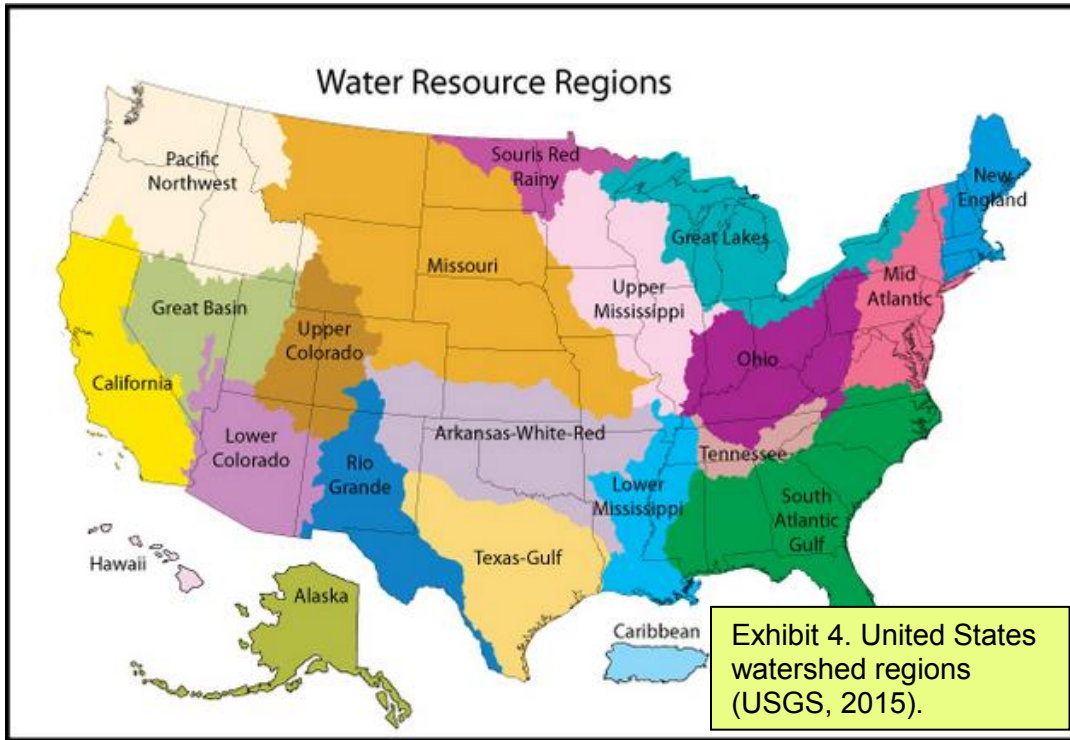 Water Resource Regions
Pacific
Northwest
Souris Red
Rainy
New
England
Great Lakes
Missouri
Mid
Atlantic
Upper
Mississippi
Great Basin
Upper
Colorado
Ohio
California
Lower
Colorado
Arkansas-White-Red
Tennessee
Rio
Grande
Lower
Mississippi
South
Atlantic
Gulf
Texas-Gulf
Hawaii
Alaska
Caribbean
Exhibit 4. United States
watershed regions
(USGS, 2015).